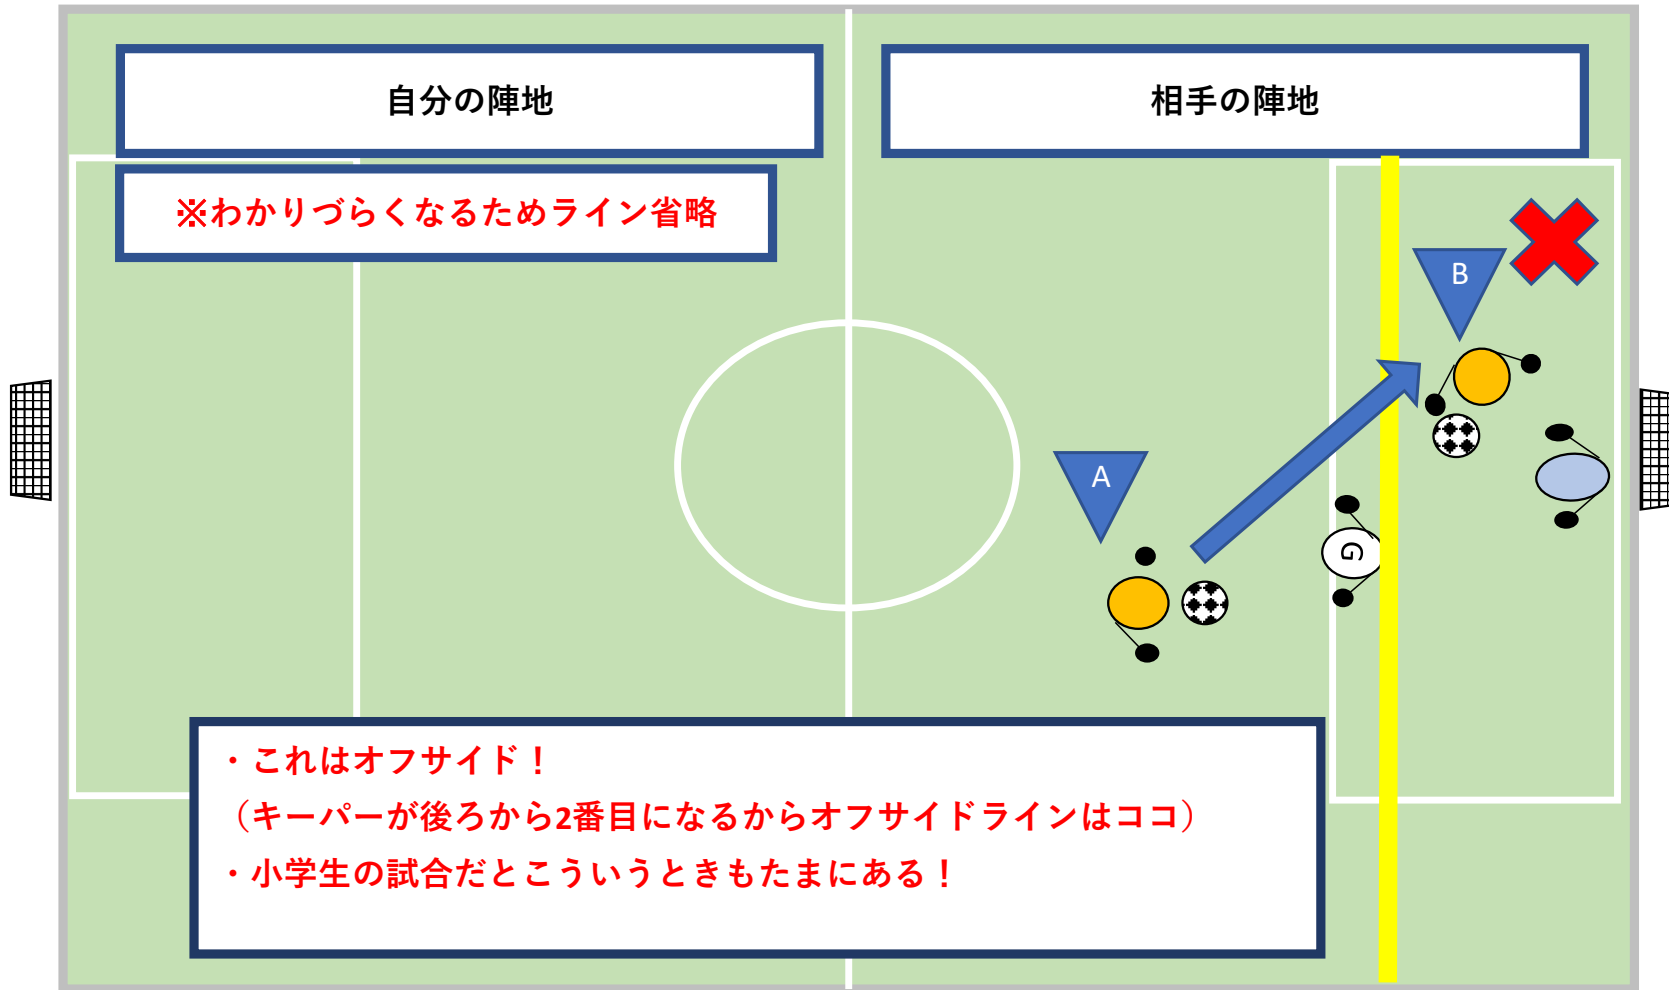 自分の陣地
相手の陣地
※わかりづらくなるためライン省略
B
A
G
・これはオフサイド！
（キーパーが後ろから2番目になるからオフサイドラインはココ）
・小学生の試合だとこういうときもたまにある！